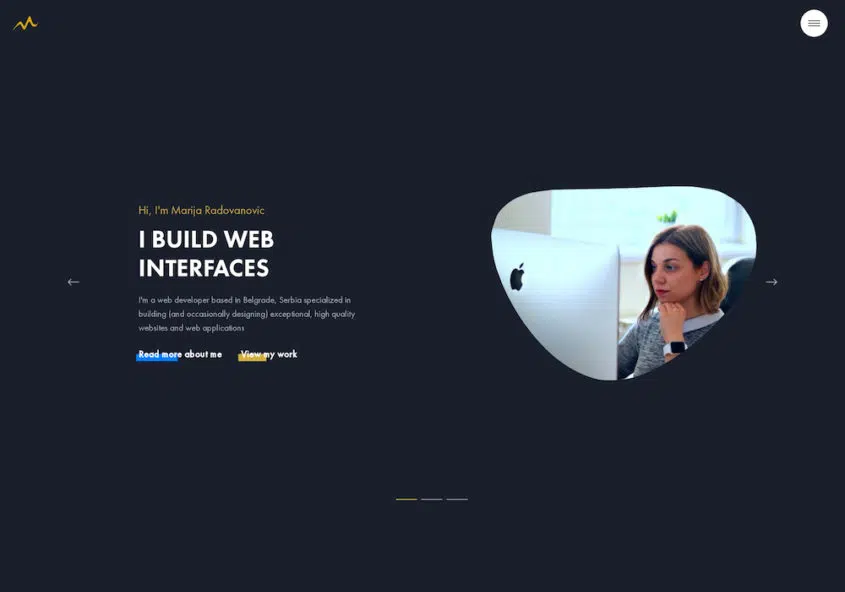 Hi, I'm Marija Radovanovic
I BUILD WEB
INTERFACES
I'm a web developer based in Belgrade, Serbia specialized in
building (and occasionally designing) exceptional, high quality
websites and web applications
Read more about me View my work